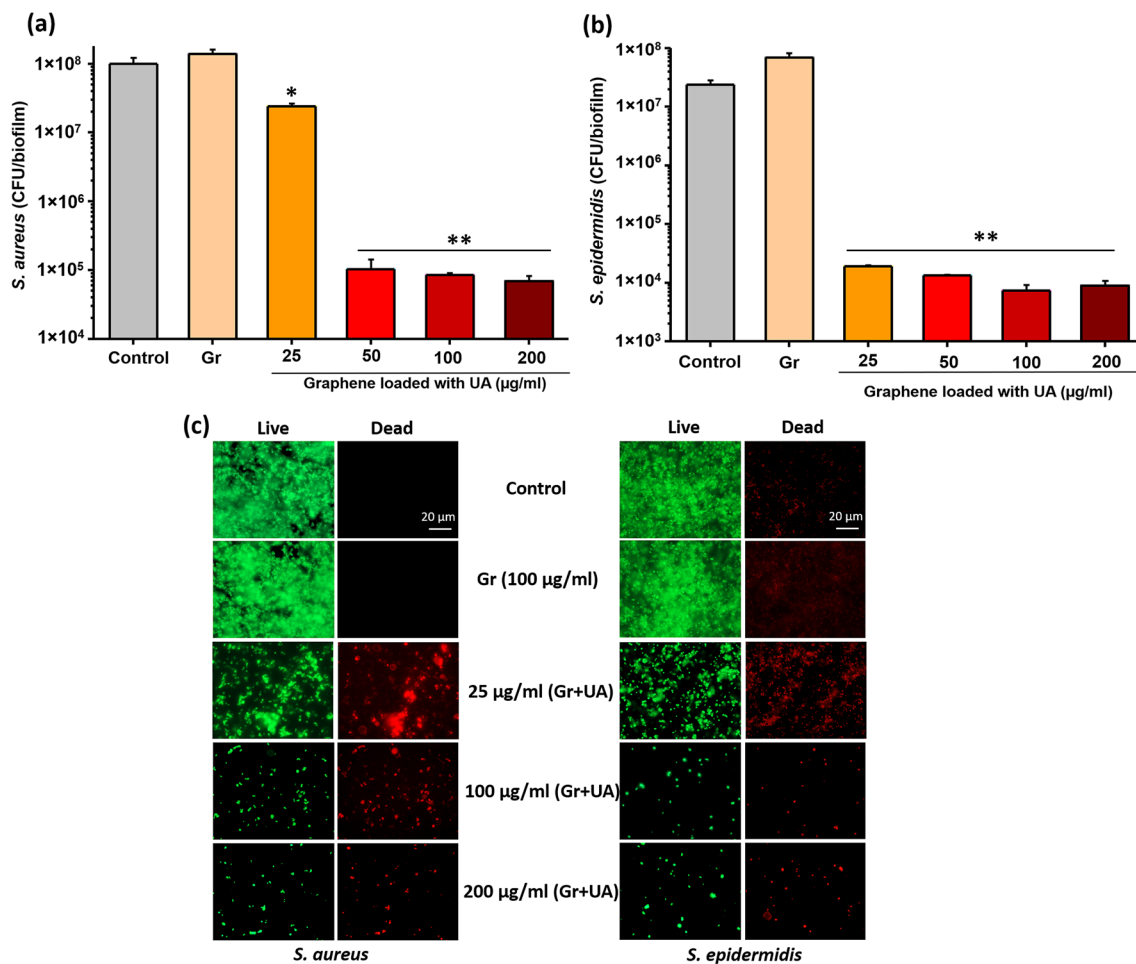 (a)
S. aureus (CFU/biofilm)
1×10⁸
1×10⁷
1×10⁶
1×10⁵
1×10⁴
*
**
Control Gr 25 50 100 200
Graphene loaded with UA (µg/ml)
(b)
S. epidermidis (CFU/biofilm)
1×10⁸
1×10⁷
1×10⁶
1×10⁵
1×10⁴
1×10³
**
Control Gr 25 50 100 200
Graphene loaded with UA (µg/ml)
(c)
Live Dead Live Dead
Control
20 µm 20 µm
Gr (100 µg/ml)
25 µg/ml (Gr+UA)
100 µg/ml (Gr+UA)
200 µg/ml (Gr+UA)
S. aureus S. epidermidis